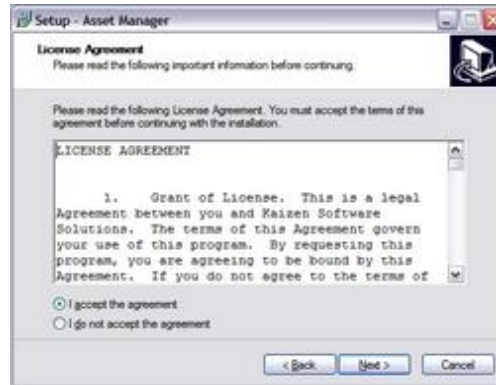 Setup - Asset Manager
License Agreement
Please read the following important information before continuing.
Please read the following License Agreement. You must accept the terms of this
agreement before continuing with the installation.
LICENSE AGREEMENT
1. Grant of License. This is a legal
Agreement between you and Kaizen Software
Solutions. The terms of this Agreement govern
your use of this program. By requesting this
program, you are agreeing to be bound by this
Agreement. If you do not agree to the terms of
I accept the agreement
I do not accept the agreement
< Back Next > Cancel